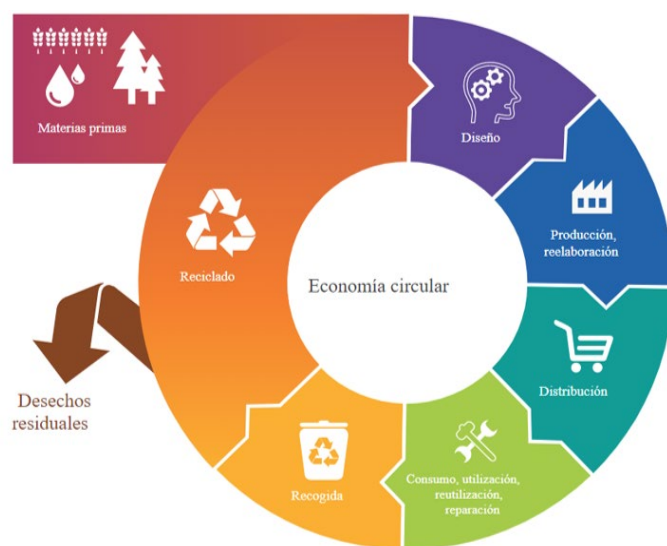 Materias primas
Diseño
Producción,
reelaboración
Reciclado
Economía circular
Distribución
Desechos
residuales
Recogida
Consumo, utilización,
reutilización,
reparación